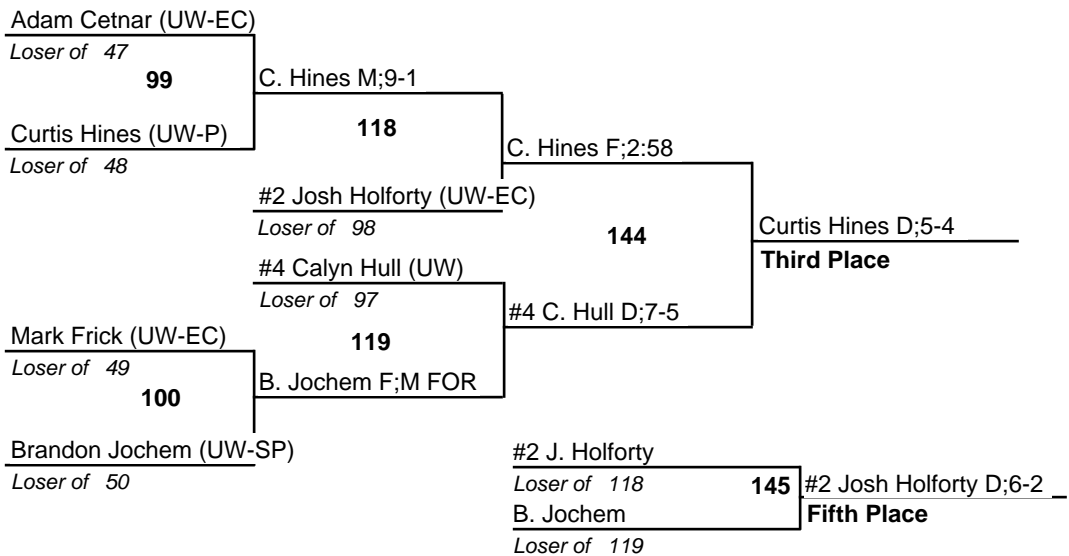 Adam Cetnar (UW-EC)
Loser of 47
99
C. Hines M;9-1
Curtis Hines (UW-P)
Loser of 48
118
C. Hines F;2:58
#2 Josh Holforty (UW-EC)
Loser of 98
144
Curtis Hines D;5-4
Third Place
#4 Calyn Hull (UW)
Loser of 97
#4 C. Hull D;7-5
Mark Frick (UW-EC)
Loser of 49
119
100
B. Jochem F;M FOR
Brandon Jochem (UW-SP)
Loser of 50
#2 J. Holforty
Loser of 118
145
#2 Josh Holforty D;6-2
B. Jochem
Fifth Place
Loser of 119